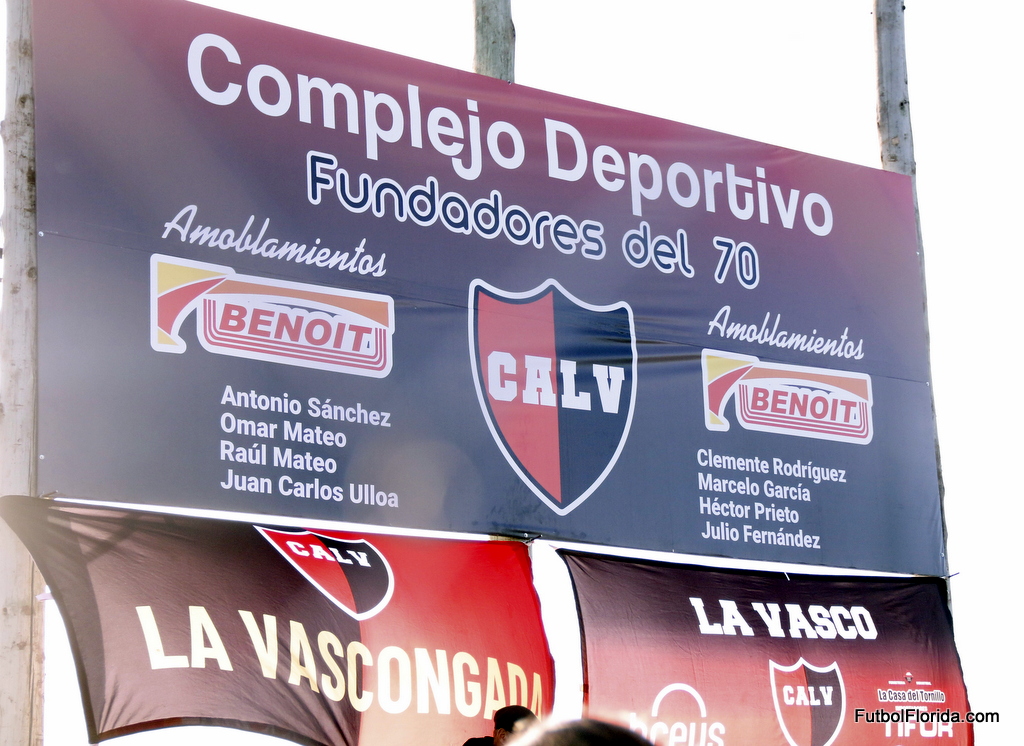 Complejo Deportivo
Fundadores del 70
Amoblamientos
BENOIT
Antonio Sánchez
Omar Mateo
Raúl Mateo
Juan Carlos Ulloa
CALV
Amoblamientos
BENOIT
Clemente Rodríguez
Marcelo García
Héctor Prieto
Julio Fernández
CALV
LA VASCONGADA
LA VASCO
CALV
La Casa del Tornillo
TIFOR
FutbolFlorida.com